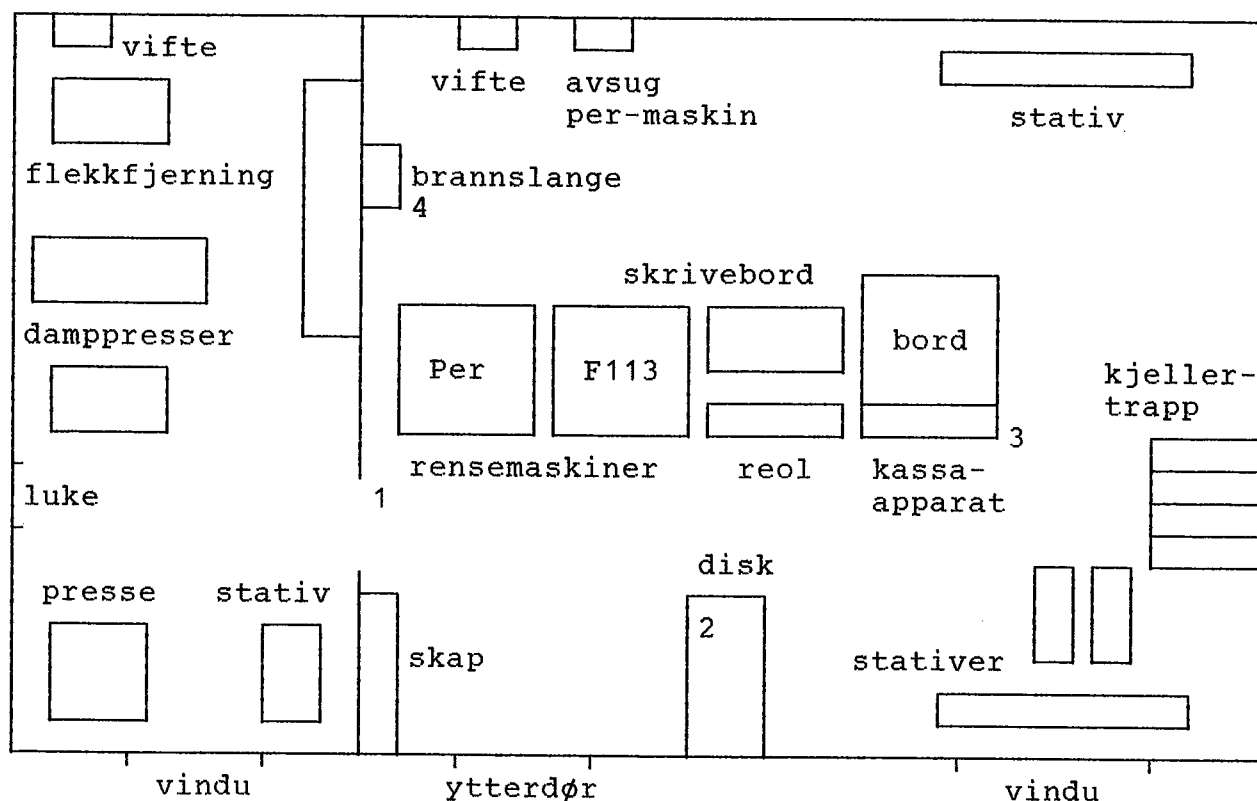 vifte
vifte
avsug
per-maskin
stativ
flekkfjerning
brannslange
4
skrivebord
damppresser
Per
F113
bord
kjeller-
trapp
3
rensemaskiner
reol
kassa-
apparat
luke
1
disk
presse
stativ
2
skap
stativer
vindu
ytterdør
vindu